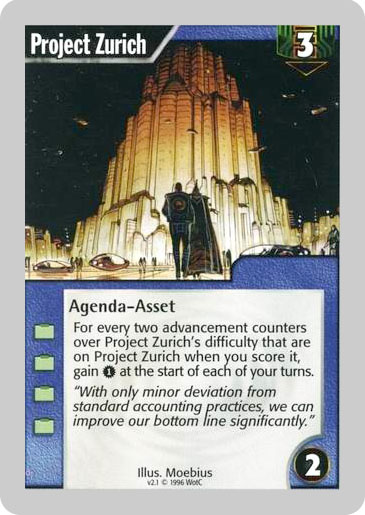 Project Zurich
3
Agenda-Asset
For every two advancement counters
over Project Zurich's difficulty that are
on Project Zurich when you score it,
gain 1 at the start of each of your turns.
"With only minor deviation from
standard accounting practices, we can
improve our bottom line significantly."
Illus. Moebius
v2.1 © 1996 WotC
2